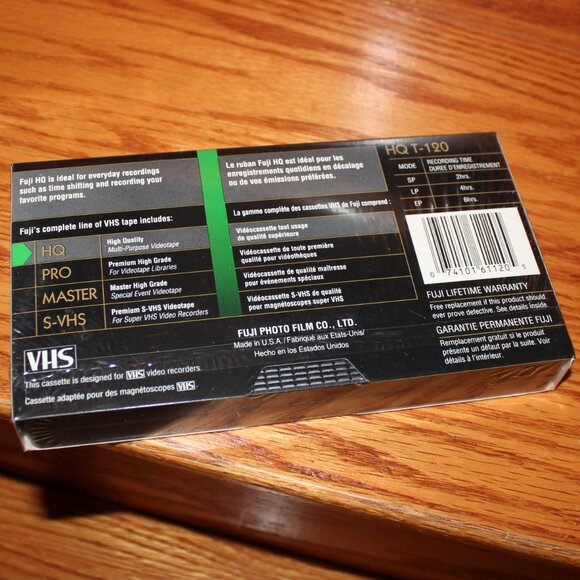 Fuji HQ is ideal for everyday recordings
such as time shifting and recording your
favorite programs.
Fuji's complete line of VHS tape includes:
HQ
High Quality
Multi-Purpose Videotape
PRO
Premium High Grade
For Videotape Libraries
MASTER
Master High Grade
Special Event Videotape
S-VHS
Premium S-VHS Videotape
For Super VHS Video Recorders
VHS
This cassette is designed for VHS video recorders.
Cassette adaptée pour des magnétoscopes VHS.
Le ruban Fuji HQ est idéal pour les
enregistrements quotidiens en décalage
ou de vos émissions préférées.
La gamme complète des cassettes VHS de Fuji comprend :
Vidéocassette tout usage
de qualité supérieure
Vidéocassette de toute première
qualité pour vidéothèques
Vidéocassette de qualité maîtresse
pour événements spéciaux
Vidéocassette S-VHS de qualité
pour magnétoscopes super VHS
FUJI PHOTO FILM CO., LTD.
Made in U.S.A./Fabriqué aux Etats-Unis/
Hecho en los Estados Unidos
HQ T-120
MODE
RECORDING TIME
DUREE D'ENREGISTREMENT
SP 2hrs.
LP 4hrs.
EP 6hrs.
0 74101 61120 5
FUJI LIFETIME WARRANTY
Free replacement if this product should
ever prove defective. See details inside.
GARANTIE PERMANENTE FUJI
Remplacement gratuit si le produit
présente un défaut par la suite. Voir
détails à l'intérieur.